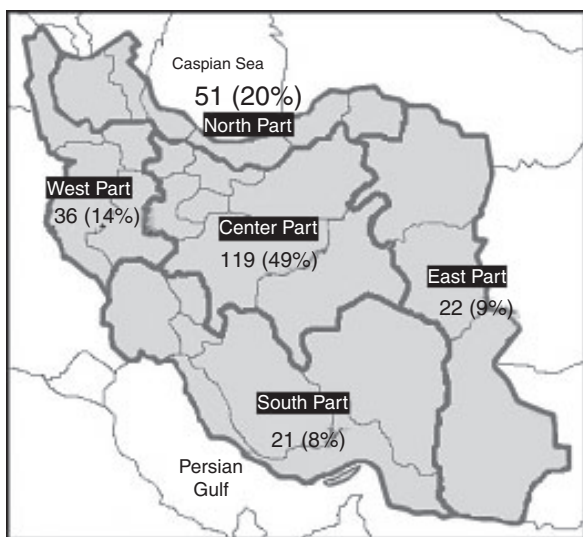 Caspian Sea
51 (20%)
North Part
West Part
36 (14%)
Center Part
119 (49%)
East Part
22 (9%)
South Part
21 (8%)
Persian
Gulf